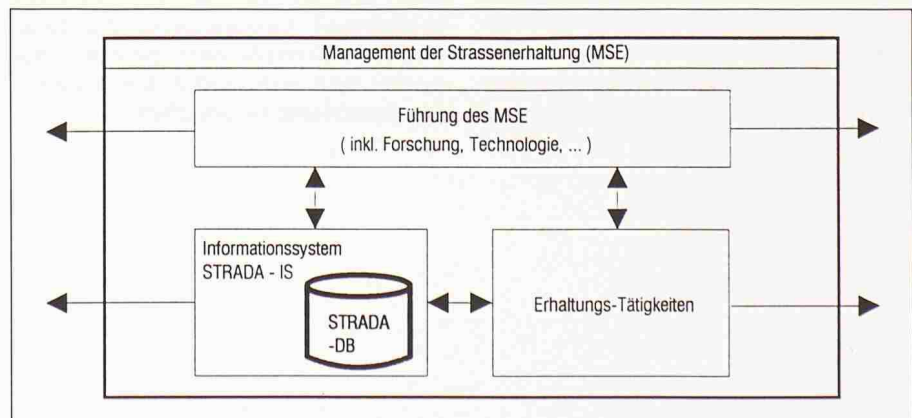 Management der Strassenerhaltung (MSE)
Führung des MSE
( inkl. Forschung, Technologie, ... )
Informationssystem
STRADA - IS
STRADA
-DB
Erhaltungs-Tätigkeiten